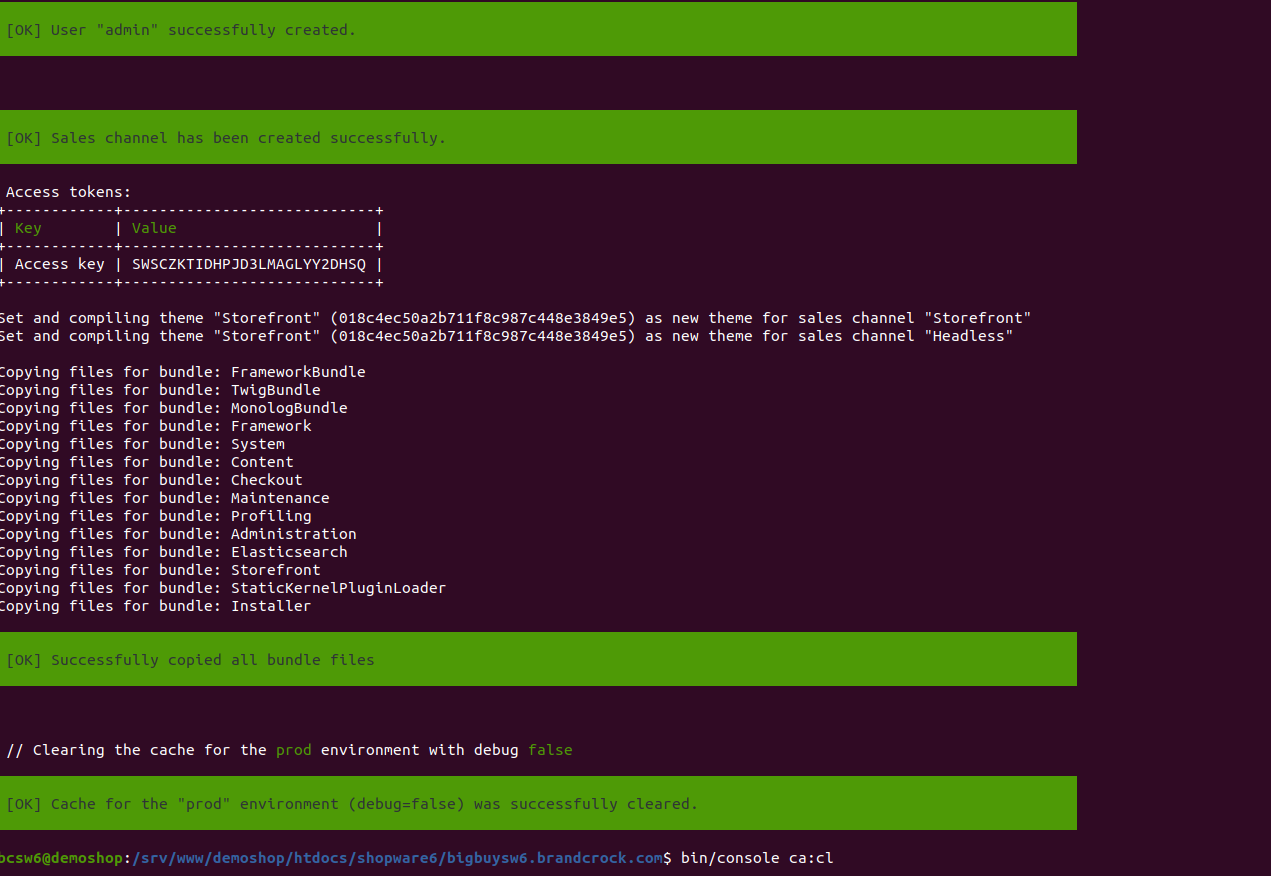 [OK] User "admin" successfully created.
[OK] Sales channel has been created successfully.
Access tokens:
+------------+----------------------------+
| Key        | Value                      |
+------------+----------------------------+
| Access key | SWSCZKTIDHPJD3LMAGLYY2DHSQ |
+------------+----------------------------+
Set and compiling theme "Storefront" (018c4ec50a2b711f8c987c448e3849e5) as new theme for sales channel "Storefront"
Set and compiling theme "Storefront" (018c4ec50a2b711f8c987c448e3849e5) as new theme for sales channel "Headless"
Copying files for bundle: FrameworkBundle
Copying files for bundle: TwigBundle
Copying files for bundle: MonologBundle
Copying files for bundle: Framework
Copying files for bundle: System
Copying files for bundle: Content
Copying files for bundle: Checkout
Copying files for bundle: Maintenance
Copying files for bundle: Profiling
Copying files for bundle: Administration
Copying files for bundle: Elasticsearch
Copying files for bundle: Storefront
Copying files for bundle: StaticKernelPluginLoader
Copying files for bundle: Installer
[OK] Successfully copied all bundle files
// Clearing the cache for the prod environment with debug false
[OK] Cache for the "prod" environment (debug=false) was successfully cleared.
bcsw6@demoshop:/srv/www/demoshop/htdocs/shopware6/bigbuysw6.brandcrock.com$ bin/console ca:cl